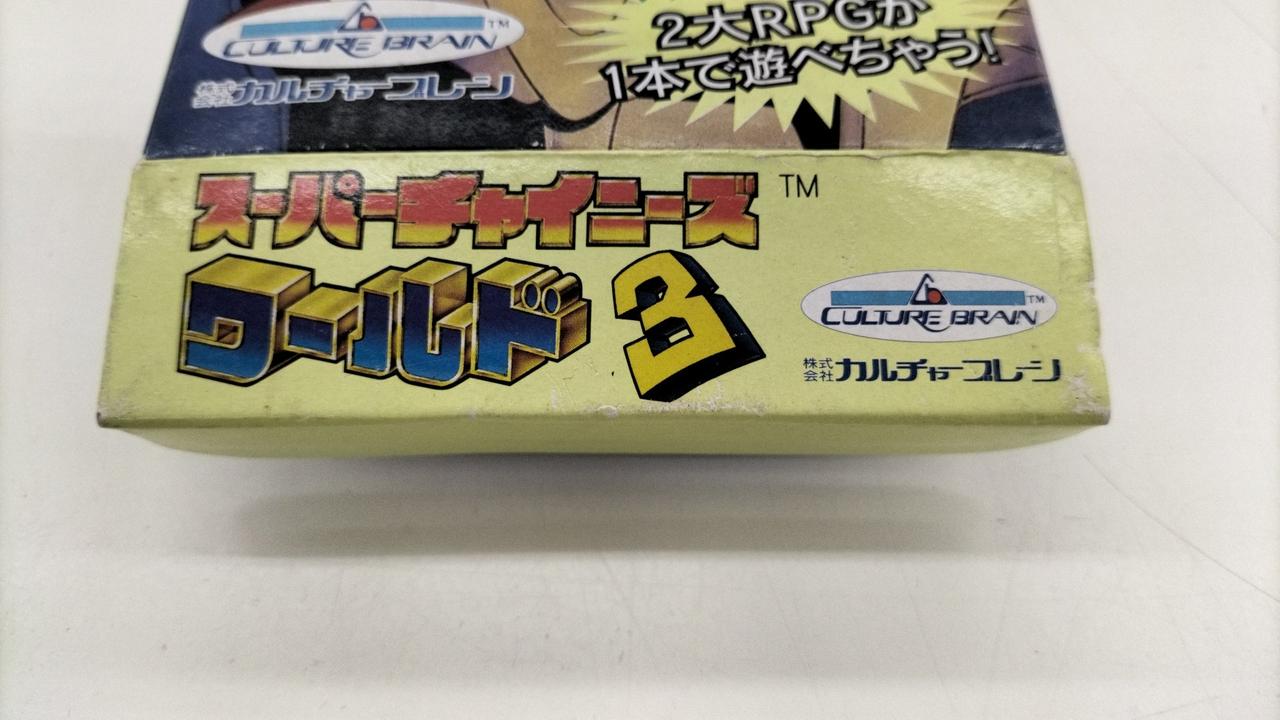 CULTURE BRAIN TM
株式会社カルチャーブレーン
2大RPGが
1本で遊べちゃう!
スーパーチャイニーズ TM
ワールド3
CULTURE BRAIN TM
株式会社カルチャーブレーン